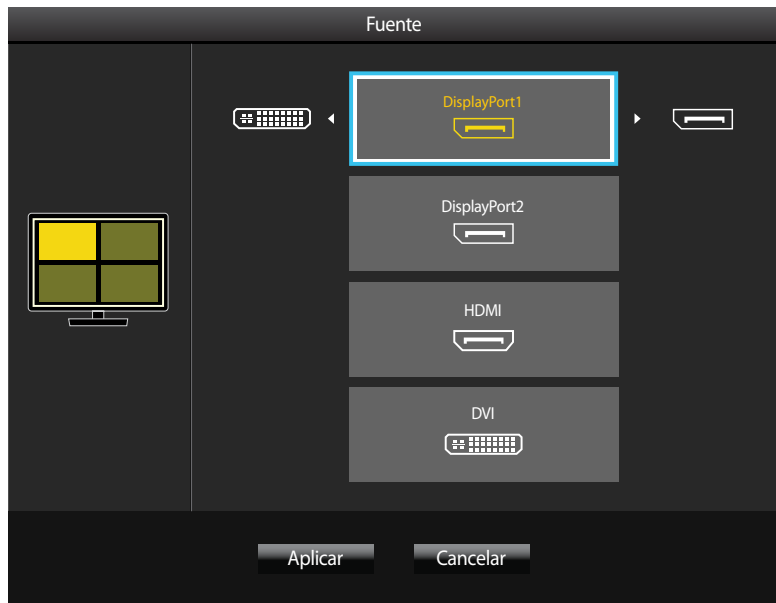 Fuente
DisplayPort1
DisplayPort2
HDMI
DVI
Aplicar
Cancelar